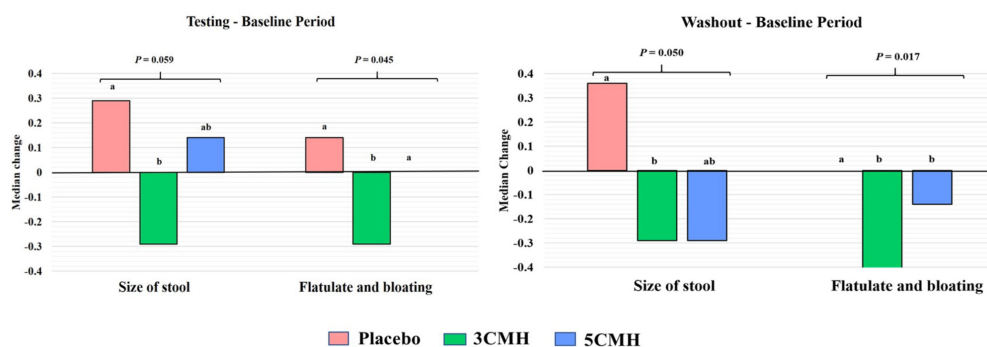 Testing - Baseline Period
P = 0.059
P = 0.045
0.4
0.3
0.2
0.1
0
-0.1
-0.2
-0.3
-0.4
Median change
a
b
ab
a
b
a
Size of stool
Flatulate and bloating
Washout - Baseline Period
P = 0.050
P = 0.017
0.4
0.3
0.2
0.1
0
-0.1
-0.2
-0.3
-0.4
Median Change
a
b
ab
a
b
b
Size of stool
Flatulate and bloating
Placebo
3CMH
5CMH